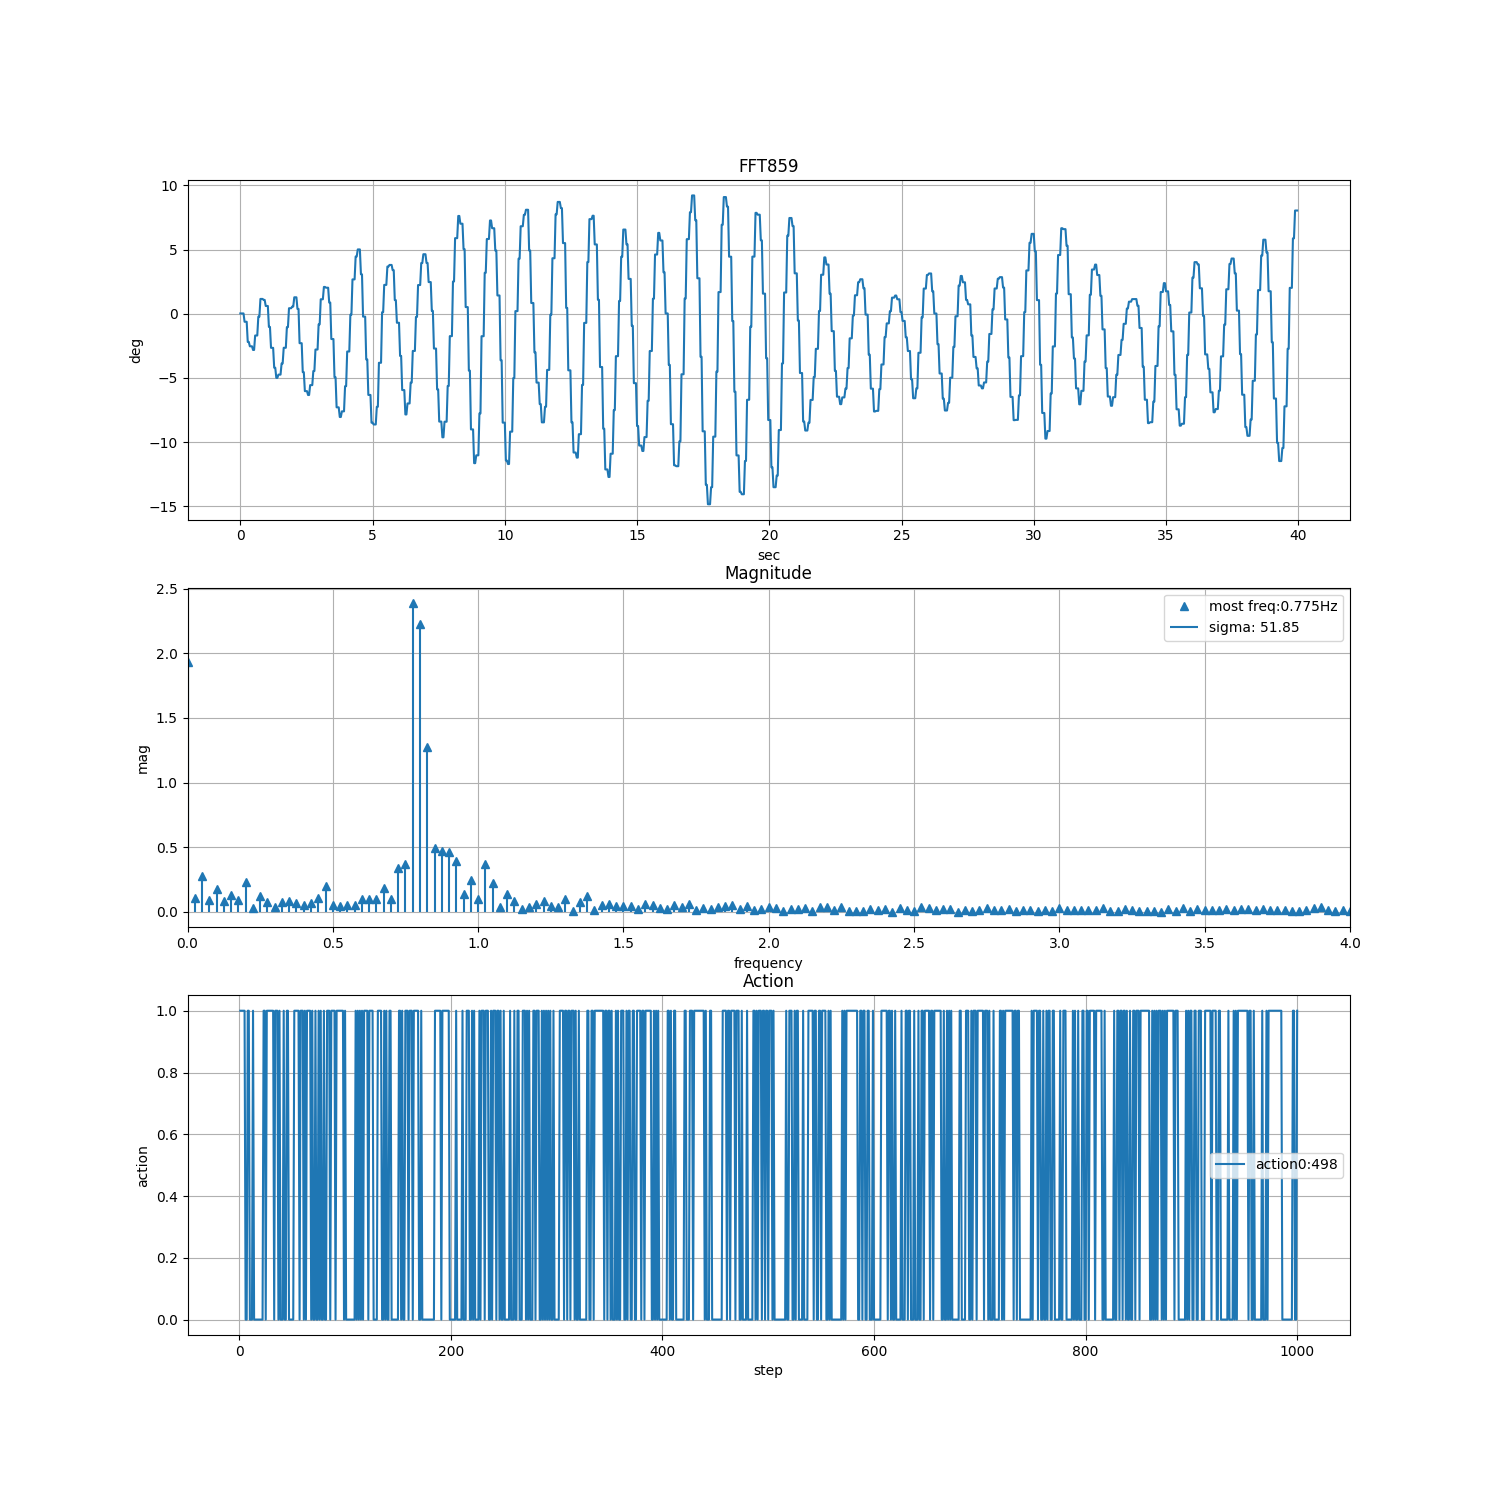 FFT859
10
5
0
−5
−10
−15
deg
0 5 10 15 20 25 30 35 40
sec
Magnitude
2.5
2.0
1.5
1.0
0.5
0.0
mag
most freq:0.775Hz
sigma: 51.85
0.0 0.5 1.0 1.5 2.0 2.5 3.0 3.5 4.0
frequency
Action
1.0
0.8
0.6
0.4
0.2
0.0
action
action0:498
0 200 400 600 800 1000
step